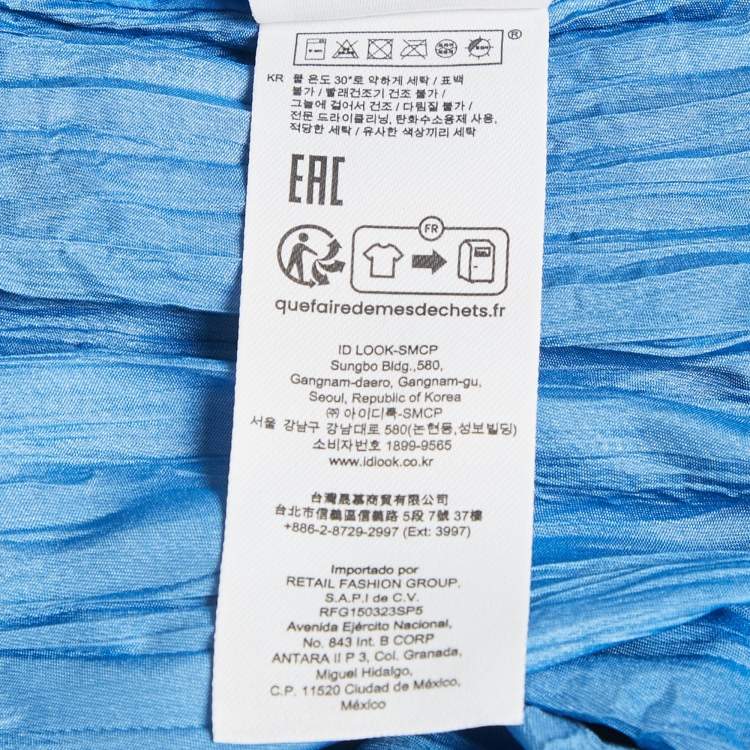 ®
KR 물 온도 30°로 약하게 세탁 / 표백
불가 / 빨래건조기 건조 불가 /
그늘에 걸어서 건조 / 다림질 불가 /
전문 드라이클리닝, 탄화수소용제 사용,
적당한 세탁 / 유사한 색상끼리 세탁
EAC
FR
quefairedemesdechets.fr
ID LOOK-SMCP
Sungbo Bldg.,580,
Gangnam-daero, Gangnam-gu,
Seoul, Republic of Korea
㈜ 아이디룩-SMCP
서울 강남구 강남대로 580(논현동,성보빌딩)
소비자번호 1899-9565
www.idlook.co.kr
台灣晟慕商貿有限公司
台北市信義區信義路 5段 7號 37樓
+886-2-8729-2997 (Ext: 3997)
Importado por
RETAIL FASHION GROUP.
S.A.P.I de C.V.
RFG150323SP5
Avenida Ejército Nacional,
No. 843 Int. B CORP
ANTARA II P 3, Col. Granada,
Miguel Hidalgo,
C.P. 11520 Ciudad de México,
México